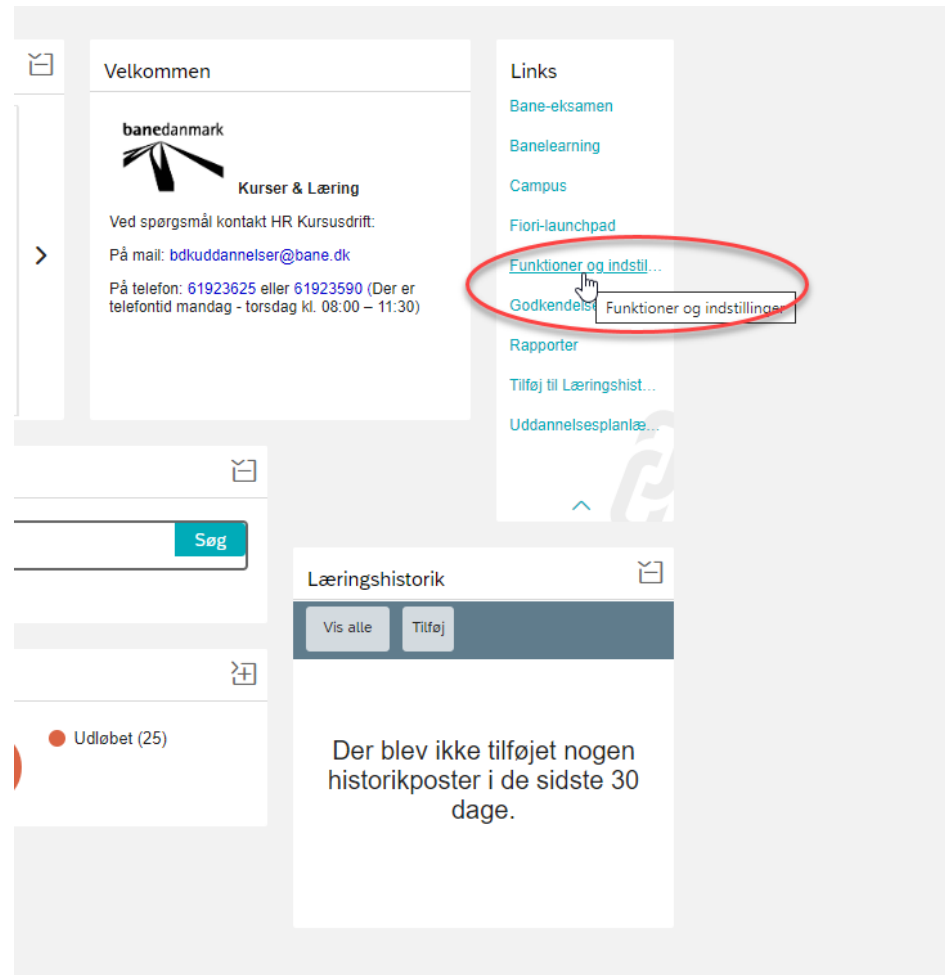 Velkommen
banedanmark
Kurser & Læring
Ved spørgsmål kontakt HR Kursusdrift:
På mail: bdkuddannelser@bane.dk
På telefon: 61923625 eller 61923590 (Der er
telefontid mandag - torsdag kl. 08:00 – 11:30)
Links
Bane-eksamen
Banelearning
Campus
Fiori-launchpad
Funktioner og indstil...
Godkendelse
Funktioner og indstillinger
Rapporter
Tilføj til Læringshist...
Uddannelsesplanlæ...
Søg
Udløbet (25)
Læringshistorik
Vis alle
Tilføj
Der blev ikke tilføjet nogen
historikposter i de sidste 30
dage.